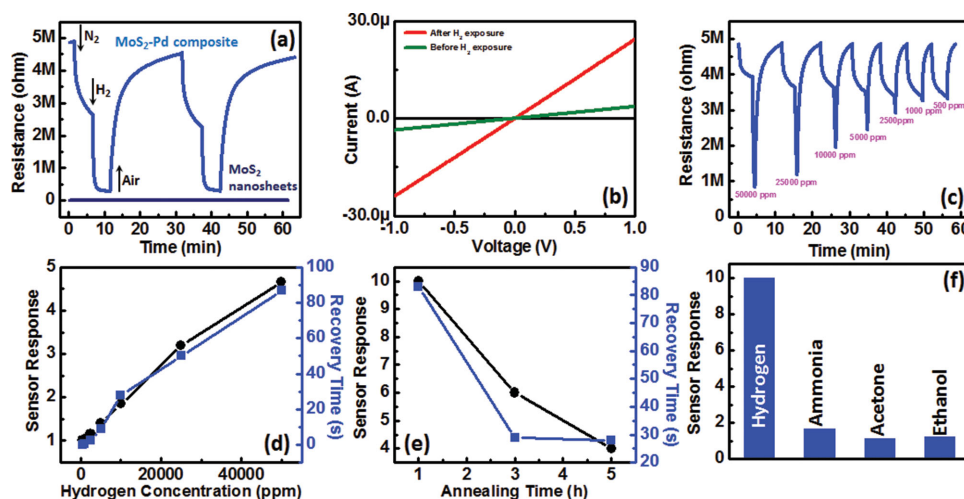 5M
4M
3M
2M
1M
0
Resistance (ohm)
N2
H2
Air
MoS2-Pd composite
(a)
MoS2
nanosheets
0 10 20 30 40 50 60
Time (min)
30.0µ
0.0
-30.0µ
Current (A)
After H2 exposure
Before H2 exposure
(b)
-1.0 -0.5 0.0 0.5 1.0
Voltage (V)
5M
4M
3M
2M
1M
Resistance (ohm)
50000 ppm
25000 ppm
10000 ppm
5000 ppm
2500ppm
1000 ppm
500 ppm
(c)
0 10 20 30 40 50 60
Time (min)
5
4
3
2
1
Sensor Response
100
80
60
40
20
0
Recovery Time (s)
(d)
0 20000 40000
Hydrogen Concentration (ppm)
10
9
8
7
6
5
4
Sensor Response
90
80
70
60
50
40
30
20
Recovery Time (s)
(e)
1 2 3 4 5
Annealing Time (h)
10
8
6
4
2
0
Sensor Response
Hydrogen
Ammonia
Acetone
Ethanol
(f)